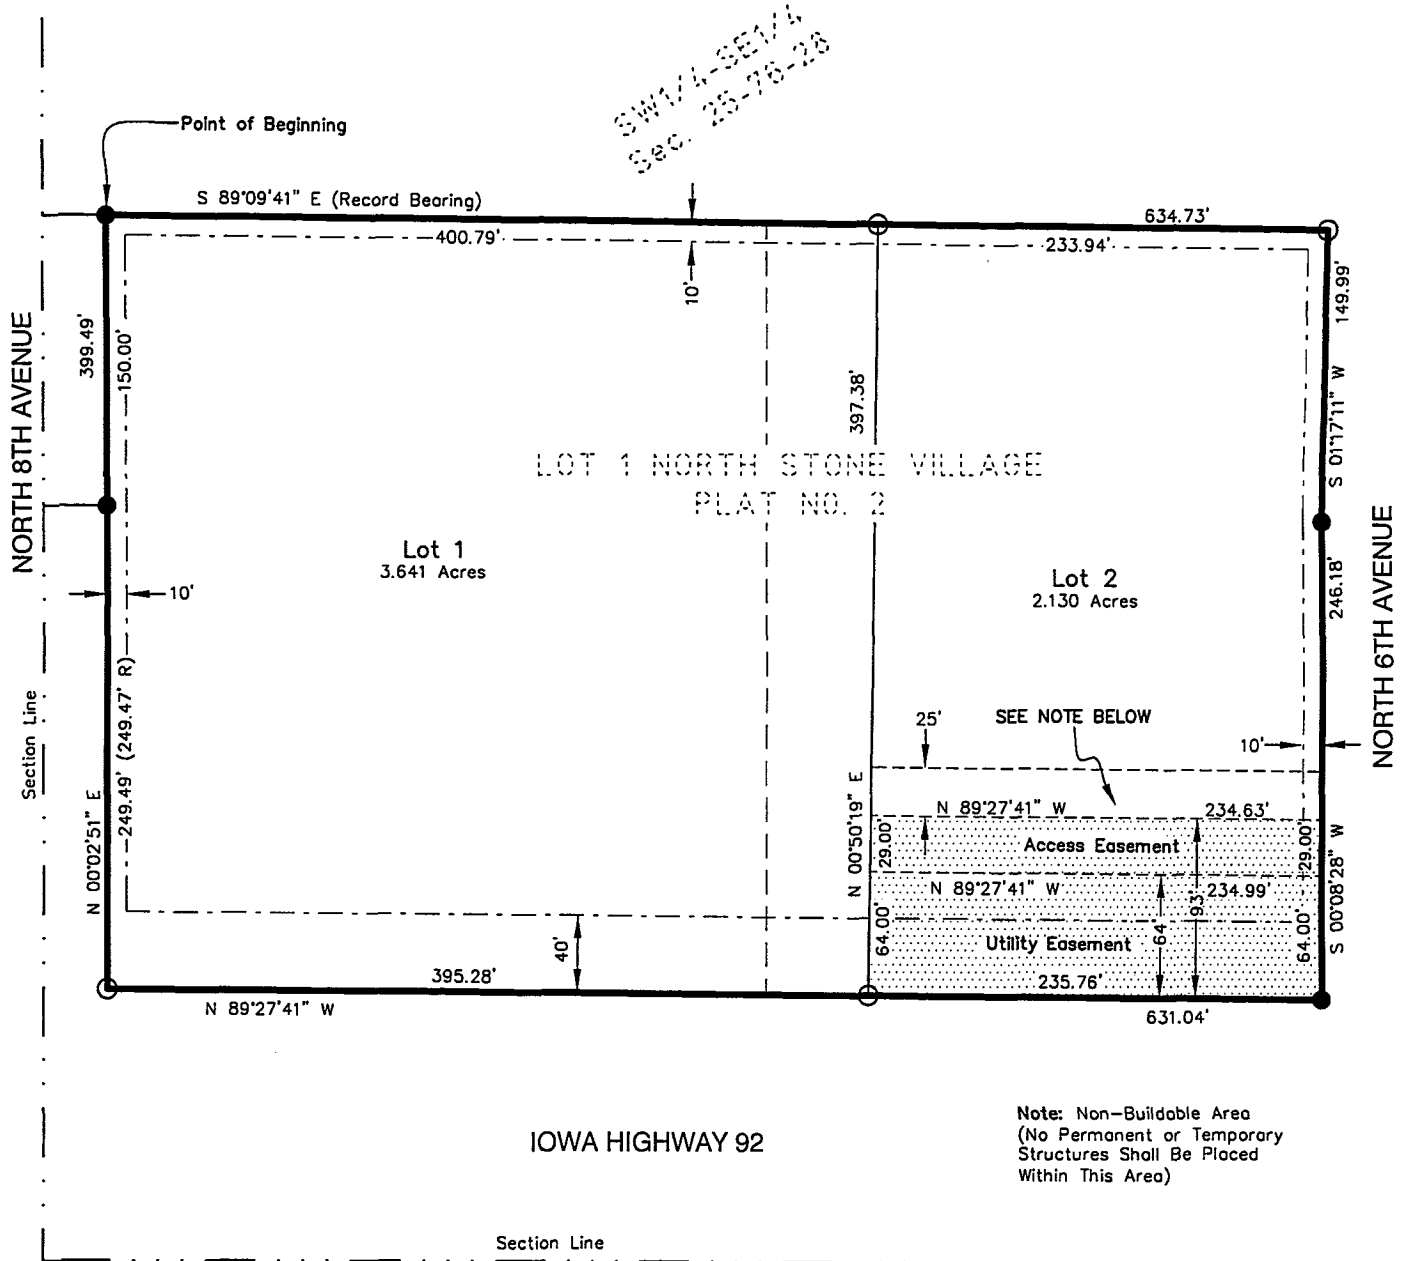 SW1/4-SE1/4
Sec. 25-76-28
Point of Beginning
S 89°09'41" E (Record Bearing)
634.73'
400.79'
233.94'
10'
149.99'
399.49'
150.00'
NORTH 8TH AVENUE
397.38'
S 01°17'11" W
LOT 1 NORTH STONE VILLAGE
PLAT NO. 2
Lot 1
3.641 Acres
Lot 2
2.130 Acres
10'
246.18'
NORTH 6TH AVENUE
Section Line
249.49' (249.47' R)
N 00°02'51" E
25'
SEE NOTE BELOW
10'
N 00°50'19" E
N 89°27'41" W
234.63'
29.00'
Access Easement
29.00'
S 00°08'28" W
N 89°27'41" W
234.99'
93'
64'
64.00'
Utility Easement
64.00'
40'
395.28'
235.76'
N 89°27'41" W
631.04'
IOWA HIGHWAY 92
Note: Non-Buildable Area
(No Permanent or Temporary
Structures Shall Be Placed
Within This Area)
Section Line